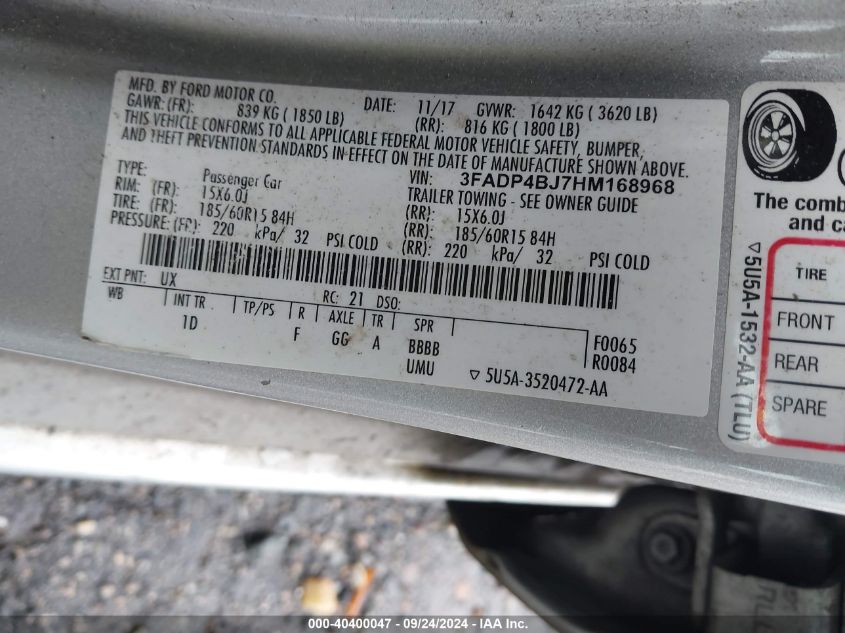 MFD. BY FORD MOTOR CO.
DATE: 11/17 GVWR: 1642 KG ( 3620 LB)
GAWR: (FR): 839 KG ( 1850 LB) (RR): 816 KG ( 1800 LB)
THIS VEHICLE CONFORMS TO ALL APPLICABLE FEDERAL MOTOR VEHICLE SAFETY, BUMPER,
AND THEFT PREVENTION STANDARDS IN EFFECT ON THE DATE OF MANUFACTURE SHOWN ABOVE.
VIN: 3FADP4BJ7HM168968
TYPE: Passenger Car TRAILER TOWING - SEE OWNER GUIDE
RIM: (FR) 15X6.0J (RR): 15X6.0J
TIRE: (FR): 185/60R15 84H (RR): 185/60R15 84H
PRESSURE: (FR): 220 kPa/ 32 PSI COLD (RR): 220 kPa/ 32 PSI COLD
EXT PNT: UX RC: 21 DSO:
WB INT TR TP/PS R AXLE TR SPR
1D F GG A BBBB
UMU
F0065
R0084
▽5U5A-3520472-AA
The comb
and ca
▽5U5A-1532-AA (TLU)
TIRE
FRONT
REAR
SPARE
000-40400047 - 09/24/2024 - IAA, Inc.